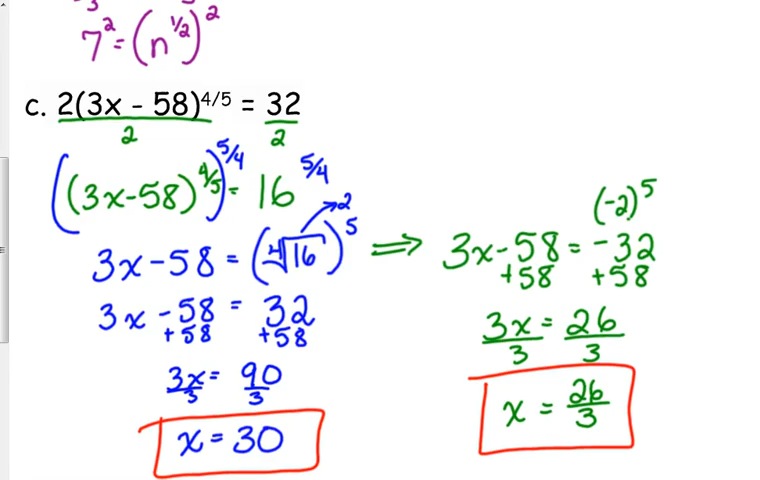 7² = (n^1/2)²
c. 2(3x - 58)^4/5 = 32
2 2
((3x-58)^4/5)^5/4 = 16^5/4
3x-58 = (∜16)^5 → 2
3x -58 = 32
+58 +58
3x = 90
3 3
x = 30
⇒
(-2)^5
3x-58 = -32
+58 +58
3x = 26
3 3
x = 26/3